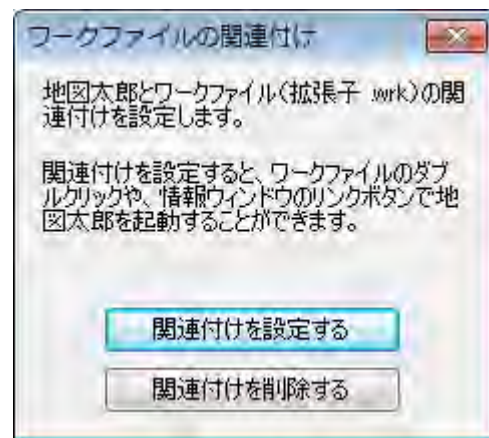 ワークファイルの関連付け
地図太郎とワークファイル(拡張子 .wrk)の関
連付けを設定します。
関連付けを設定すると、ワークファイルのダブ
ルクリックや、情報ウィンドウのリンクボタンで地
図太郎を起動することができます。
関連付けを設定する
関連付けを削除する